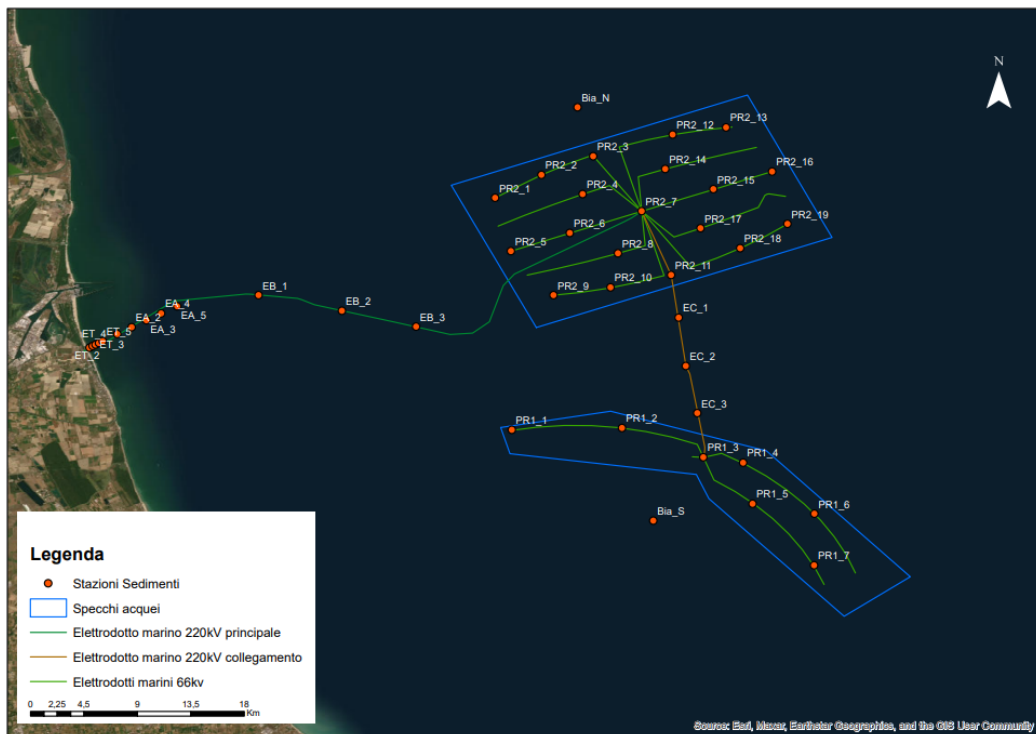 N
Bia_N
PR2_12
PR2_13
PR2_3
PR2_2
PR2_14
PR2_16
PR2_1
PR2_4
PR2_15
PR2_7
PR2_6
PR2_17
PR2_19
PR2_5
PR2_8
PR2_18
PR2_11
PR2_10
PR2_9
EB_1
EA_4
EA_5
EB_2
EC_1
EA_2
EA_3
EB_3
ET_4
ET_5
ET_3
ET_2
EC_2
EC_3
PR1_1
PR1_2
PR1_3
PR1_4
PR1_5
PR1_6
Bia_S
PR1_7
Legenda
Stazioni Sedimenti
Specchi acquei
Elettrodotto marino 220kV principale
Elettrodotto marino 220kV collegamento
Elettrodotti marini 66kv
0 2,25 4,5 9 13,5 18
Km
Source: Esri, Maxar, Earthstar Geographics, and the GIS User Community